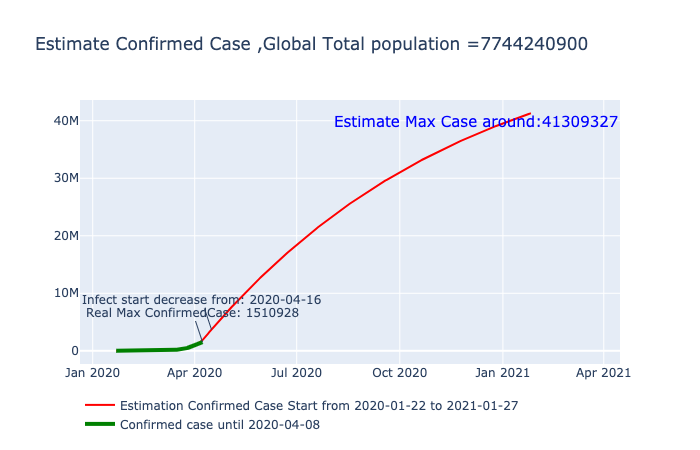 Estimate Confirmed Case ,Global Total population =7744240900
Estimate Max Case around:41309327
40M
30M
20M
10M
0
Infect start decrease from: 2020-04-16
Real Max ConfirmedCase: 1510928
Jan 2020
Apr 2020
Jul 2020
Oct 2020
Jan 2021
Apr 2021
Estimation Confirmed Case Start from 2020-01-22 to 2021-01-27
Confirmed case until 2020-04-08